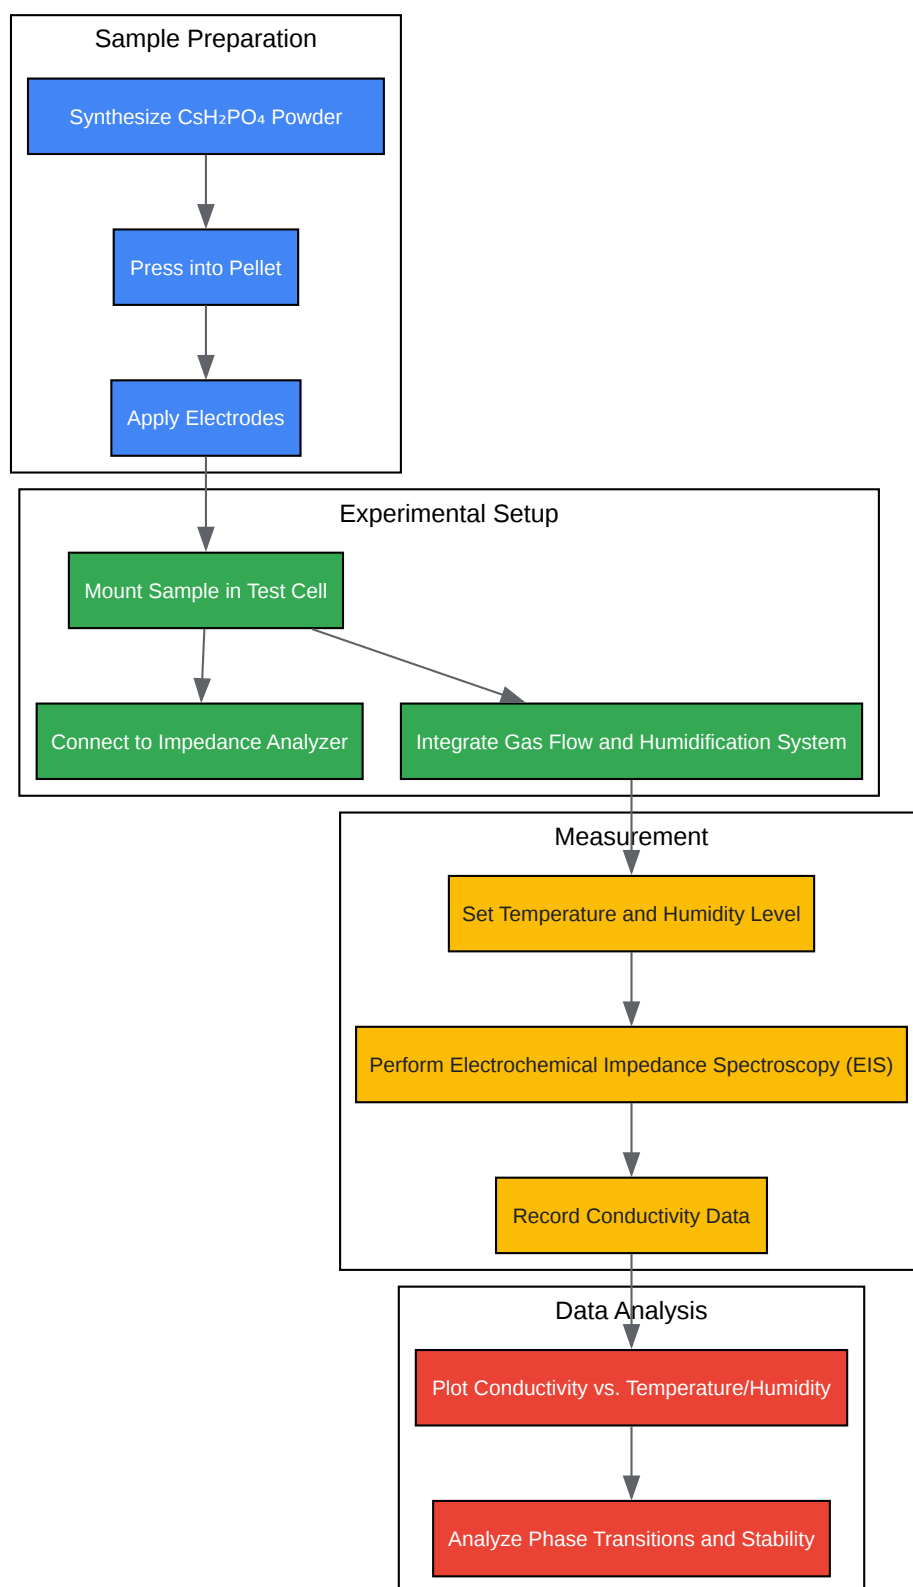 Sample Preparation
Synthesize CsH₂PO₄ Powder
Press into Pellet
Apply Electrodes
Experimental Setup
Mount Sample in Test Cell
Connect to Impedance Analyzer
Integrate Gas Flow and Humidification System
Measurement
Set Temperature and Humidity Level
Perform Electrochemical Impedance Spectroscopy (EIS)
Record Conductivity Data
Data Analysis
Plot Conductivity vs. Temperature/Humidity
Analyze Phase Transitions and Stability